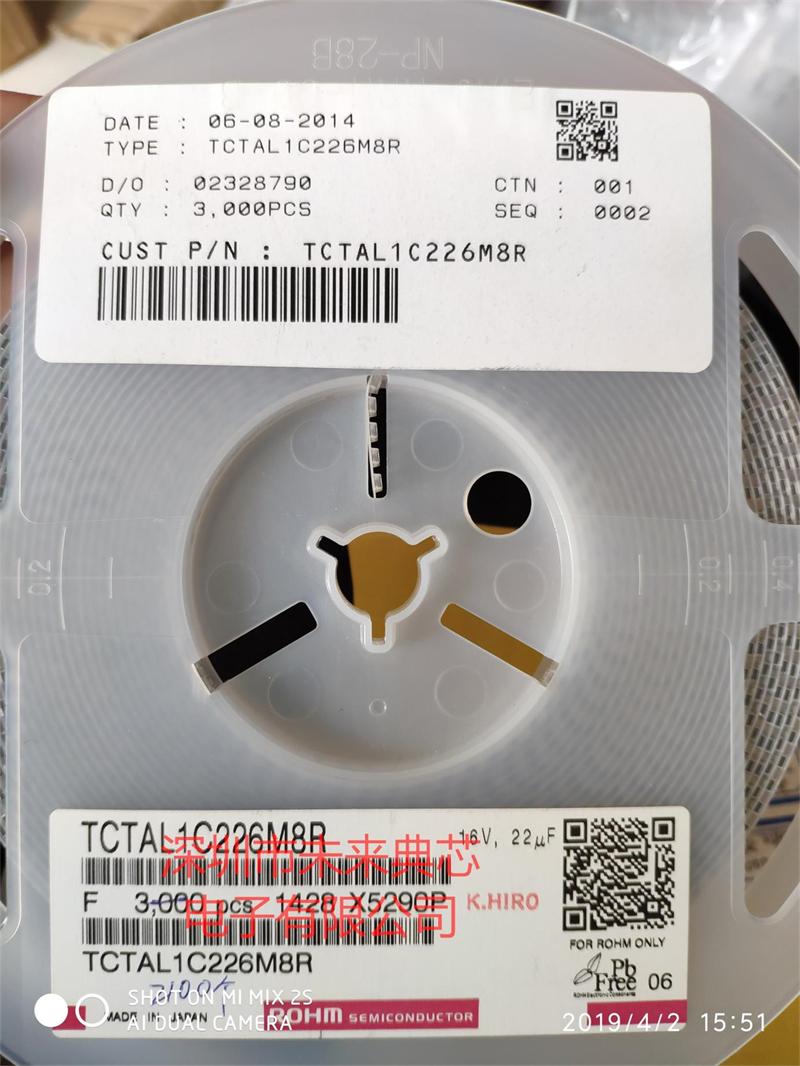 NP-28B
DATE : 06-08-2014
TYPE : TCTAL1C226M8R
D/O : 02328790
CTN : 001
QTY : 3,000PCS
SEQ : 0002
CUST P/N : TCTAL1C226M8R
0.2
0.2
0.4
TCTAL1C226M8R
16V, 22μF
深圳市未来典芯
F 3,000 pcs 1428 X5290P
K.HIRO
电子有限公司
FOR ROHM ONLY
TCTAL1C226M8R
Pb
Free
06
ROHM Electronic Components
SHOT ON MI MIX 2S
MADE IN JAPAN
ROHM SEMICONDUCTOR
AI DUAL CAMERA
2019/4/2 15:51